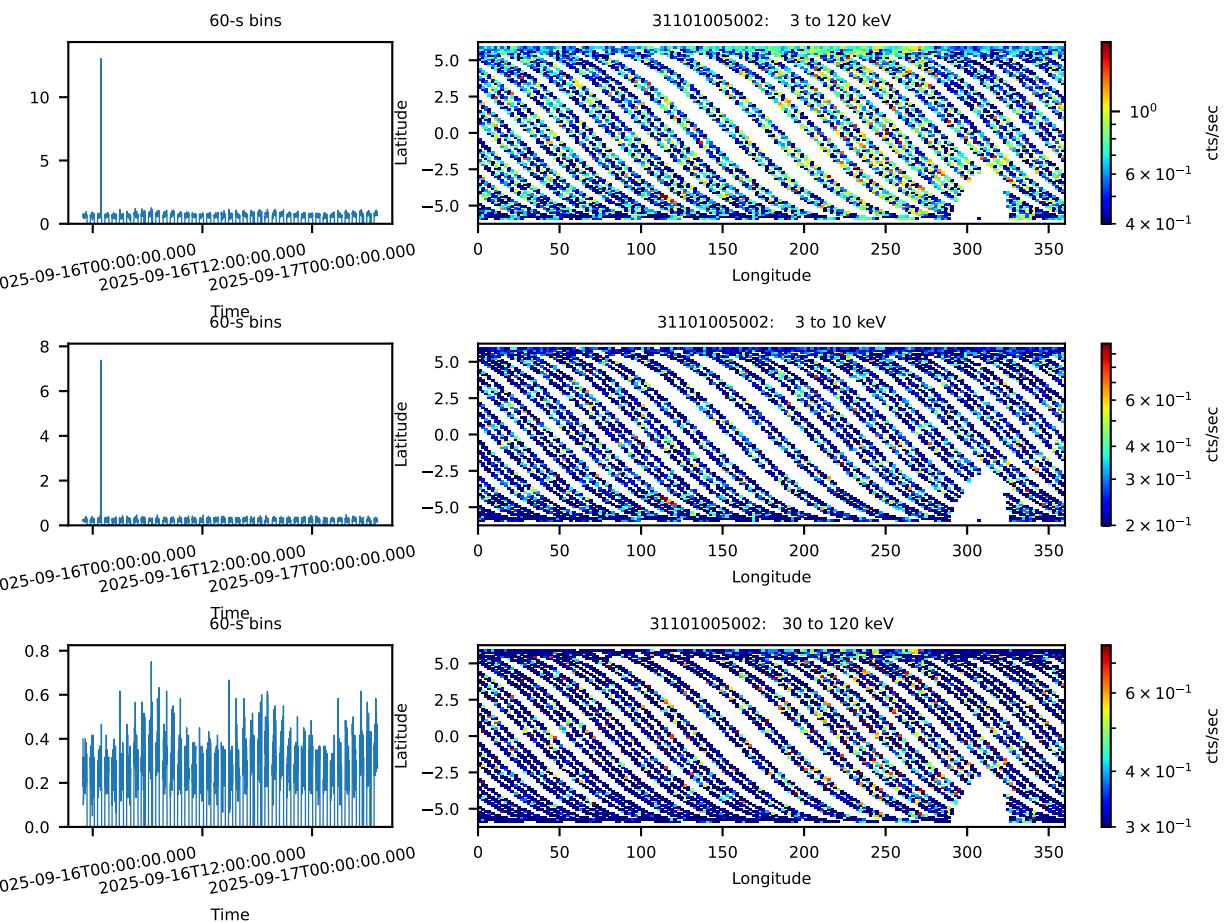 60-s bins
31101005002: 3 to 120 keV
10
5
0
025-09-16T00:00:00.000
2025-09-16T12:00:00.000
2025-09-17T00:00:00.000
Time
Latitude
5.0
2.5
0.0
−2.5
−5.0
0 50 100 150 200 250 300 350
Longitude
10⁰
6 × 10⁻¹
4 × 10⁻¹
cts/sec
60-s bins
31101005002: 3 to 10 keV
8
6
4
2
0
025-09-16T00:00:00.000
2025-09-16T12:00:00.000
2025-09-17T00:00:00.000
Time
Latitude
5.0
2.5
0.0
−2.5
−5.0
0 50 100 150 200 250 300 350
Longitude
6 × 10⁻¹
4 × 10⁻¹
3 × 10⁻¹
2 × 10⁻¹
cts/sec
60-s bins
31101005002: 30 to 120 keV
0.8
0.6
0.4
0.2
0.0
025-09-16T00:00:00.000
2025-09-16T12:00:00.000
2025-09-17T00:00:00.000
Time
Latitude
5.0
2.5
0.0
−2.5
−5.0
0 50 100 150 200 250 300 350
Longitude
6 × 10⁻¹
4 × 10⁻¹
3 × 10⁻¹
cts/sec